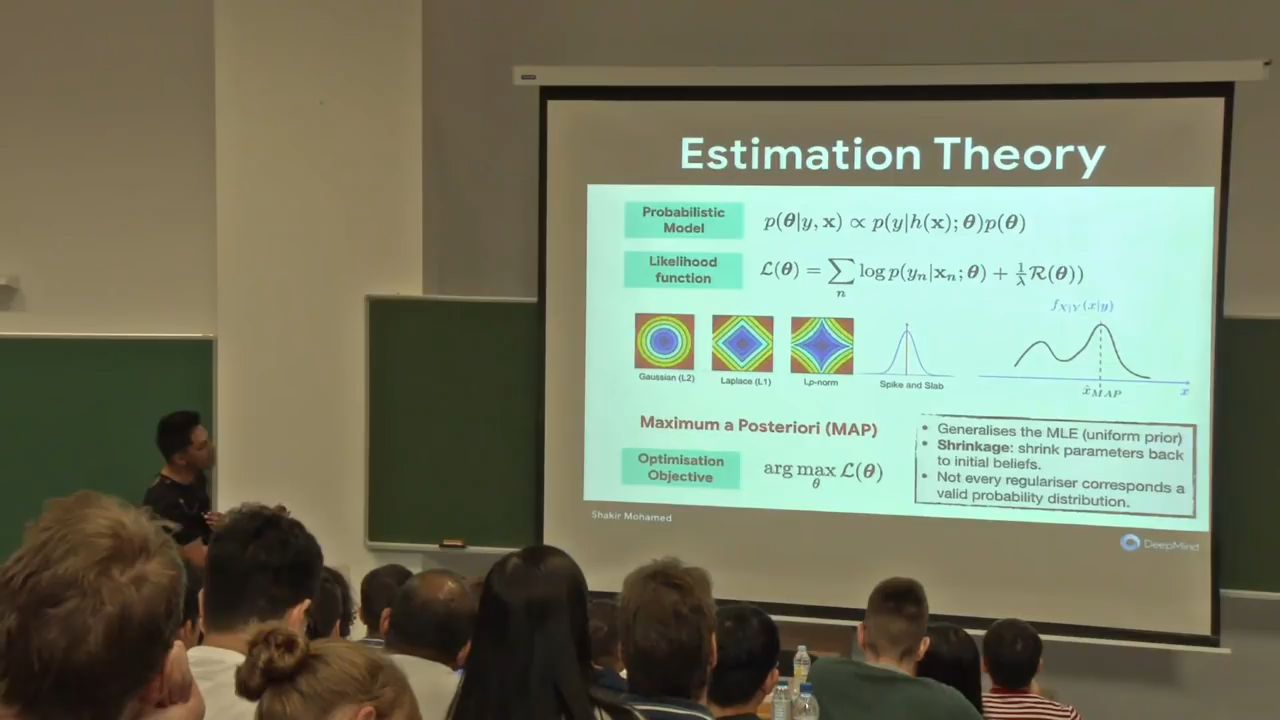 Estimation Theory
Probabilistic
Model
p(θ|y, x) ∝ p(y|h(x); θ)p(θ)
Likelihood
function
ℒ(θ) = ∑ₙ log p(yₙ|xₙ; θ) + 1/λ ℛ(θ))
f_{X|Y}(x|y)
Gaussian (L2)
Laplace (L1)
Lp-norm
Spike and Slab
x̂_{MAP}
x
Maximum a Posteriori (MAP)
Optimisation
Objective
arg max_θ ℒ(θ)
• Generalises the MLE (uniform prior)
• Shrinkage: shrink parameters back
to initial beliefs.
• Not every regulariser corresponds a
valid probability distribution.
Shakir Mohamed
DeepMind